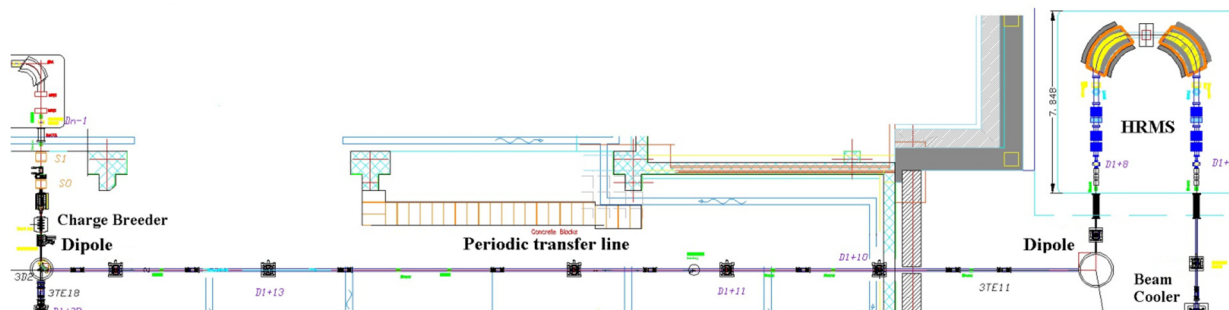 Dn-1
S1
S0
Charge Breeder
Dipole
3D2
3TE18
D1+13
Concrete Blocks
Periodic transfer line
D1+11
D1+10
3TE11
Dipole
7.848
HRMS
D1+8
D1+
Beam
Cooler